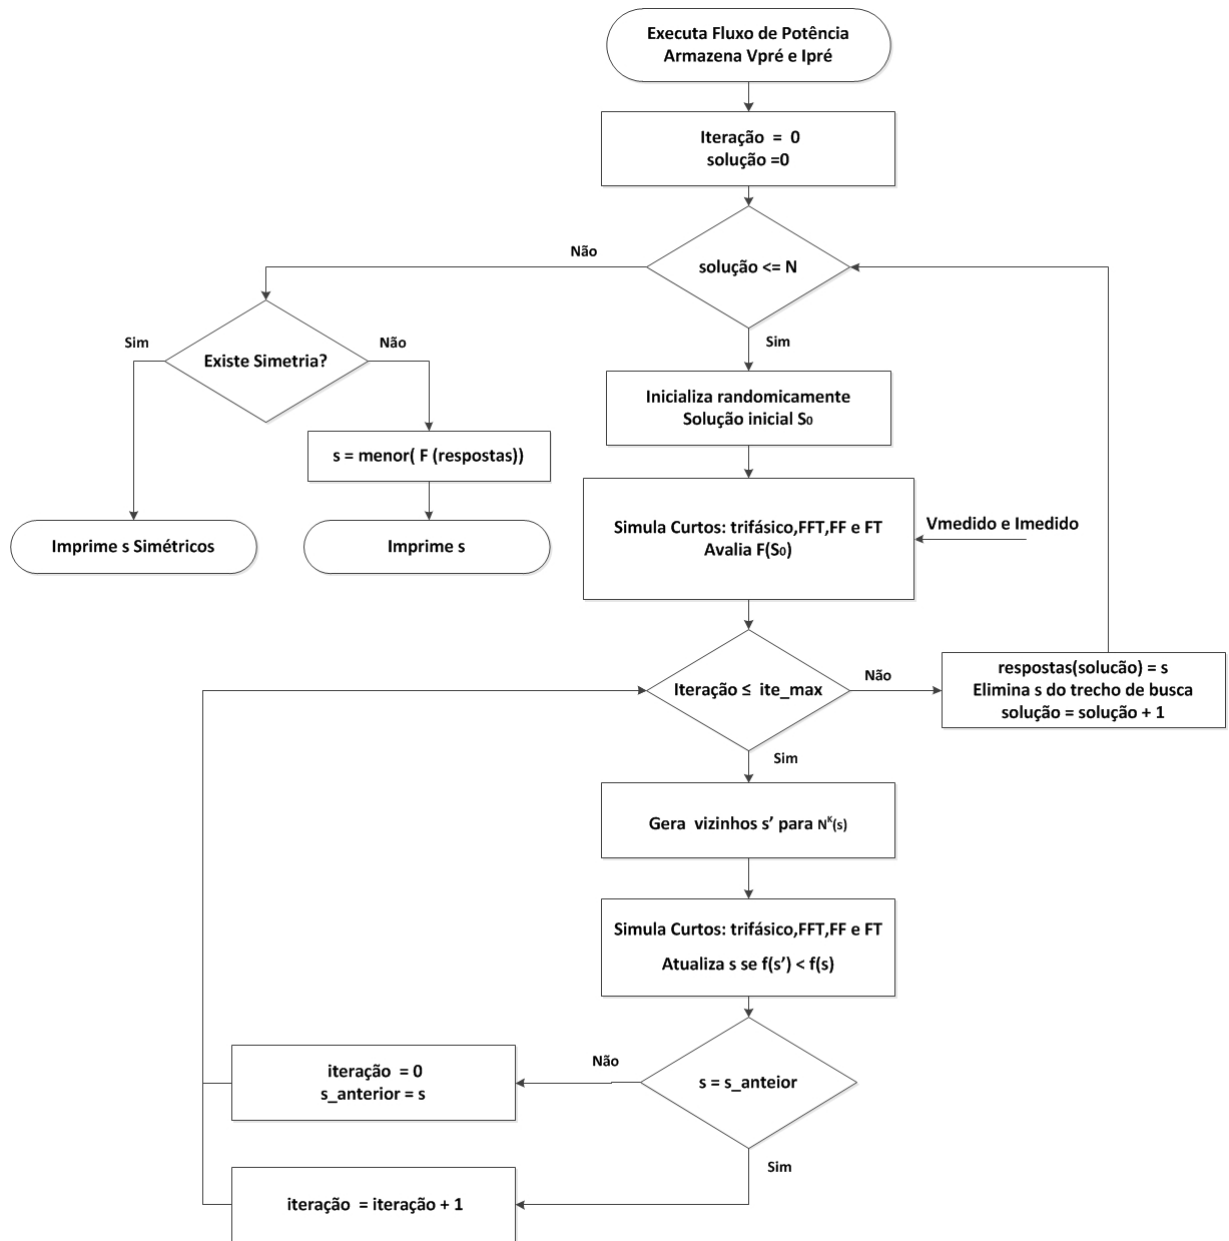 Executa Fluxo de Potência
Armazena Vpré e Ipré
Iteração = 0
solução =0
solução <= N
Não
Sim
Existe Simetria?
Sim
Não
s = menor( F (respostas))
Imprime s Simétricos
Imprime s
Inicializa randomicamente
Solução inicial S₀
Simula Curtos: trifásico,FFT,FF e FT
Avalia F(S₀)
Vmedido e Imedido
Iteração ≤ ite_max
Não
Sim
respostas(solucão) = s
Elimina s do trecho de busca
solução = solução + 1
Gera vizinhos s’ para Nᴷ(s)
Simula Curtos: trifásico,FFT,FF e FT
Atualiza s se f(s’) < f(s)
s = s_anteior
Não
Sim
iteração = 0
s_anterior = s
iteração = iteração + 1